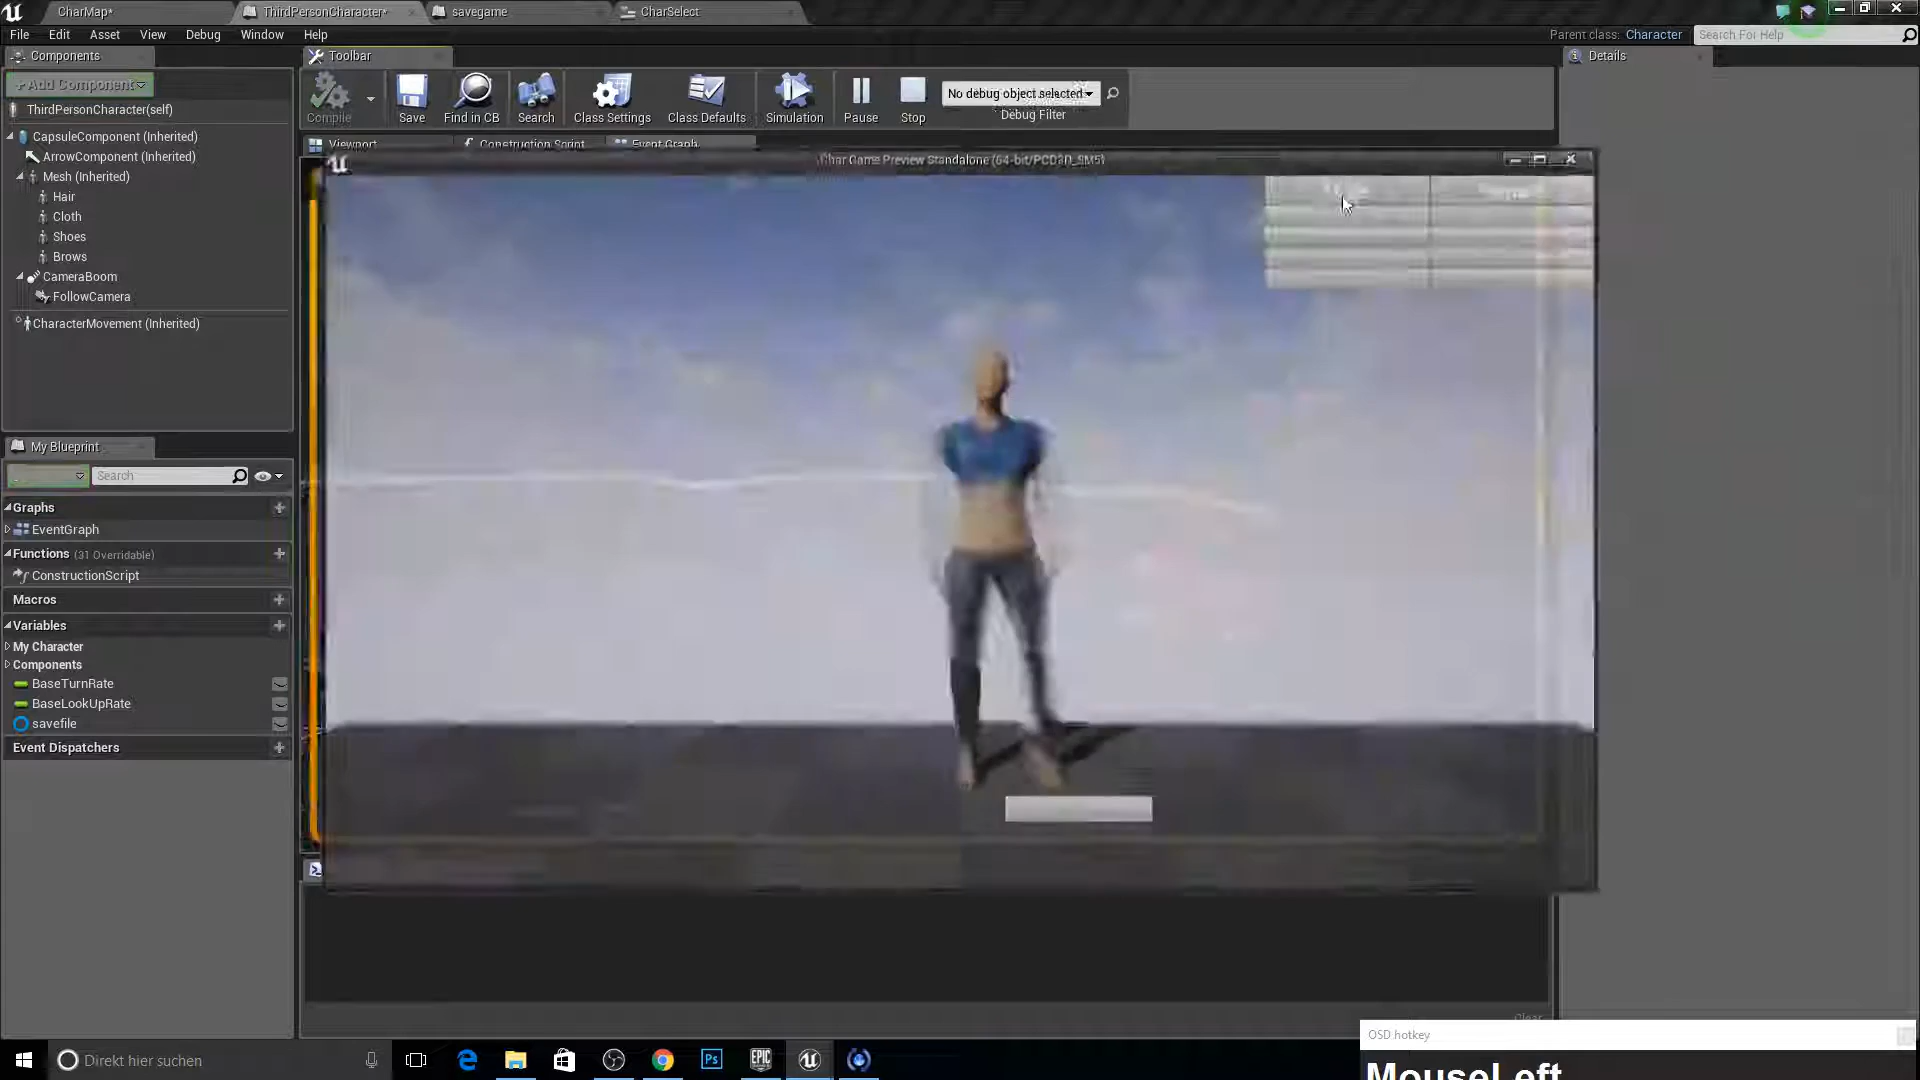 CharMap*
ThirdPersonCharacter*
savegame
CharSelect
File Edit Asset View Debug Window Help
Parent class: Character
Search For Help
Components
Toolbar
Details
+Add Component
ThirdPersonCharacter(self)
CapsuleComponent (Inherited)
ArrowComponent (Inherited)
Mesh (Inherited)
Hair
Cloth
Shoes
Brows
CameraBoom
FollowCamera
CharacterMovement (Inherited)
Compile
Save
Find in CB
Search
Class Settings
Class Defaults
Simulation
Pause
Stop
No debug object selected
Debug Filter
Viewport
Construction Script
Event Graph
Char Game Preview Standalone (64-bit/PCD3D_SM5)
My Blueprint
Search
Graphs
EventGraph
Functions (31 Overridable)
ConstructionScript
Macros
Variables
My Character
Components
BaseTurnRate
BaseLookUpRate
savefile
Event Dispatchers
Clear
OSD hotkey
MouseLeft
Direkt hier suchen
Ps
EPIC